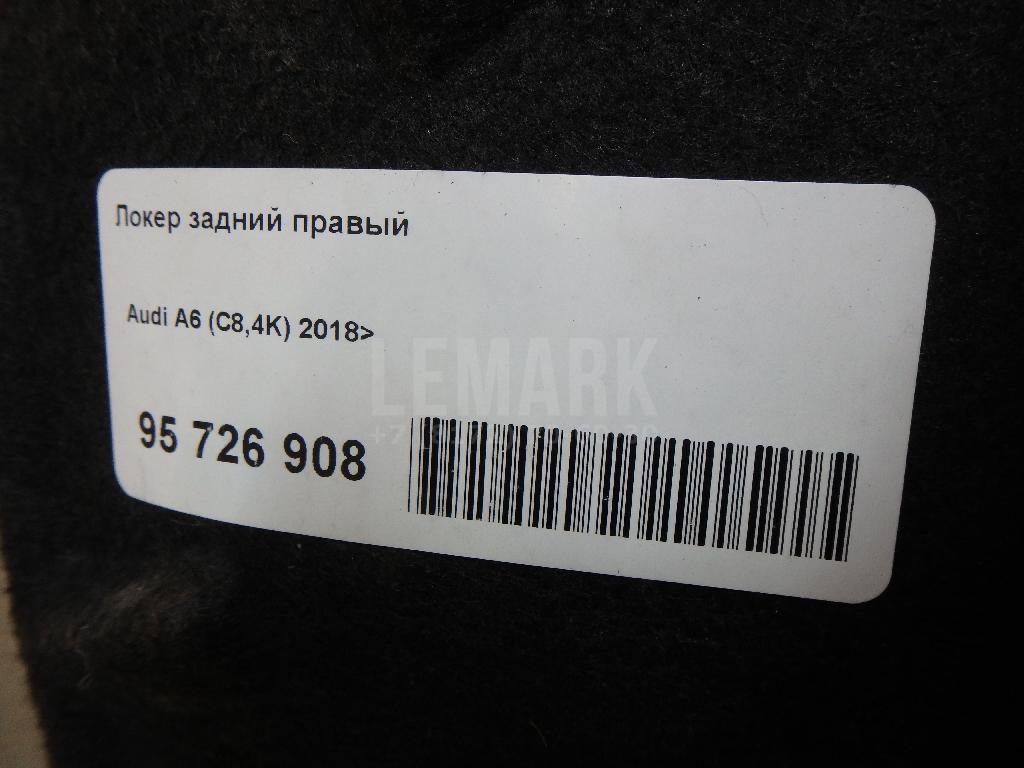 Локер задний правый
Audi A6 (C8,4K) 2018>
LEMARK
95 726 908